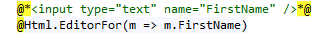 @*<input type="text" name="FirstName" />*@
@Html.EditorFor(m => m.FirstName)